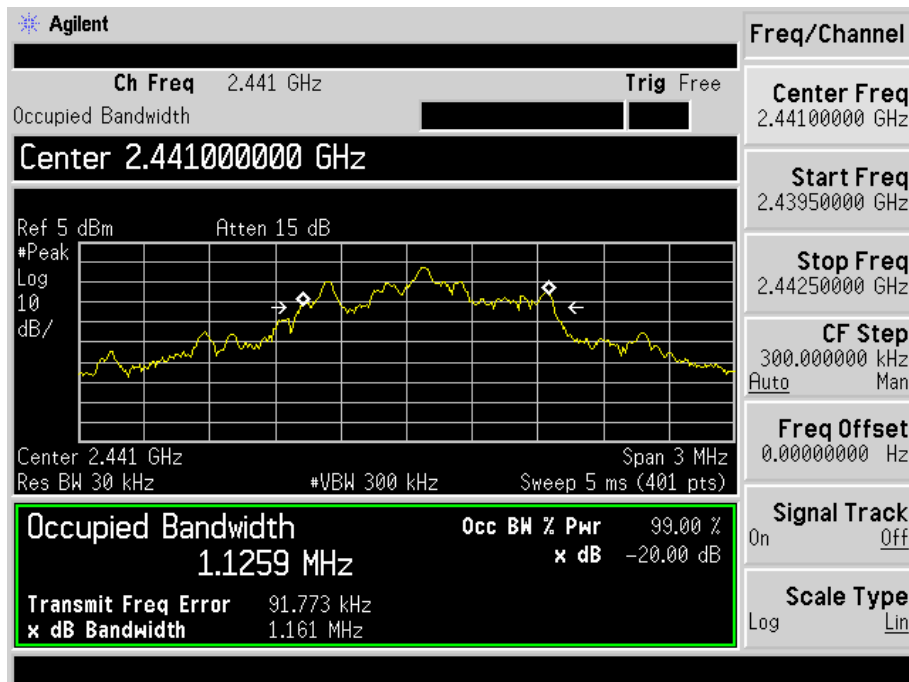 Agilent
Freq/Channel
Ch Freq 2.441 GHz Trig Free
Occupied Bandwidth
Center 2.441000000 GHz
Ref 5 dBm Atten 15 dB
#Peak
Log
10
dB/
Center 2.441 GHz Span 3 MHz
Res BW 30 kHz #VBW 300 kHz Sweep 5 ms (401 pts)
Occupied Bandwidth Occ BW % Pwr 99.00 %
1.1259 MHz x dB -20.00 dB
Transmit Freq Error 91.773 kHz
x dB Bandwidth 1.161 MHz
Center Freq
2.44100000 GHz
Start Freq
2.43950000 GHz
Stop Freq
2.44250000 GHz
CF Step
300.000000 kHz
Auto Man
Freq Offset
0.00000000 Hz
Signal Track
On Off
Scale Type
Log Lin